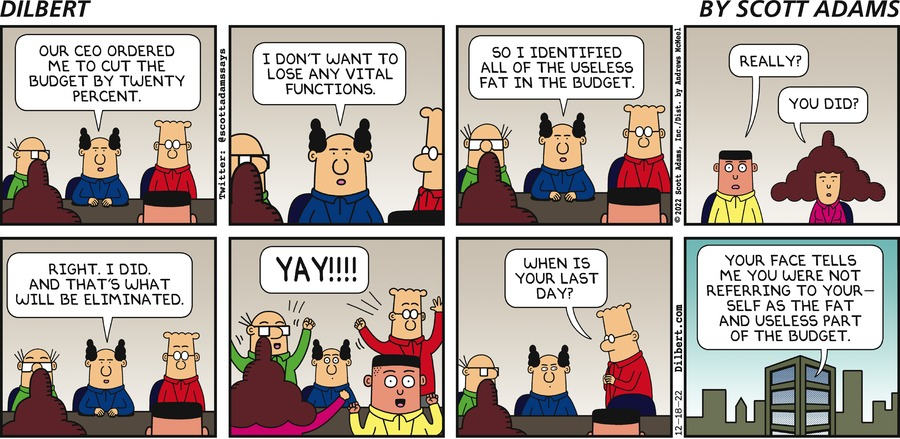 DILBERT
BY SCOTT ADAMS
OUR CEO ORDERED
ME TO CUT THE
BUDGET BY TWENTY
PERCENT.
Twitter: @scottadamssays
I DON'T WANT TO
LOSE ANY VITAL
FUNCTIONS.
SO I IDENTIFIED
ALL OF THE USELESS
FAT IN THE BUDGET.
© 2022 Scott Adams, Inc./Dist. by Andrews McMeel
REALLY?
YOU DID?
RIGHT. I DID.
AND THAT'S WHAT
WILL BE ELIMINATED.
YAY!!!!
WHEN IS
YOUR LAST
DAY?
12-18-22 Dilbert.com
YOUR FACE TELLS
ME YOU WERE NOT
REFERRING TO YOUR-
SELF AS THE FAT
AND USELESS PART
OF THE BUDGET.